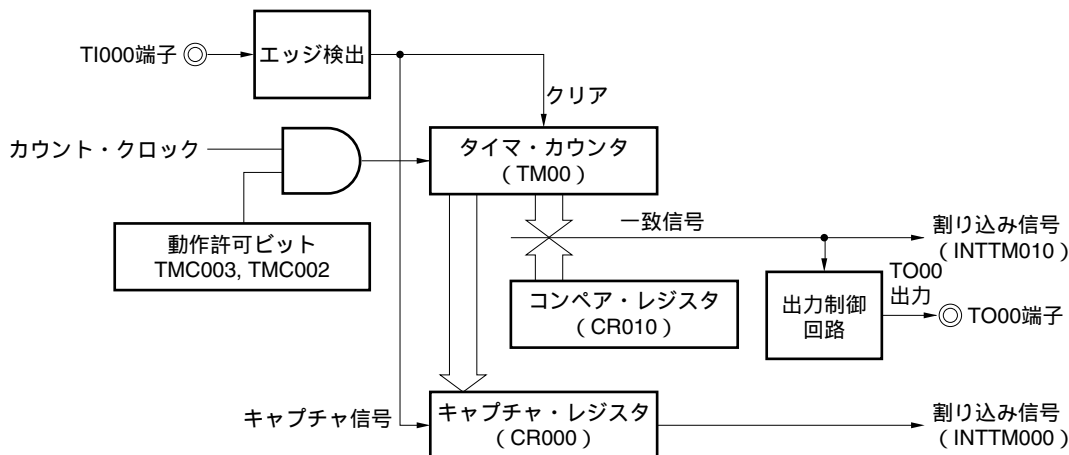 TI000端子
エッジ検出
クリア
カウント・クロック
タイマ・カウンタ
（TM00）
動作許可ビット
TMC003, TMC002
一致信号
割り込み信号
（INTTM010）
コンペア・レジスタ
（CR010）
出力制御
回路
TO00
出力
TO00端子
キャプチャ信号
キャプチャ・レジスタ
（CR000）
割り込み信号
（INTTM000）